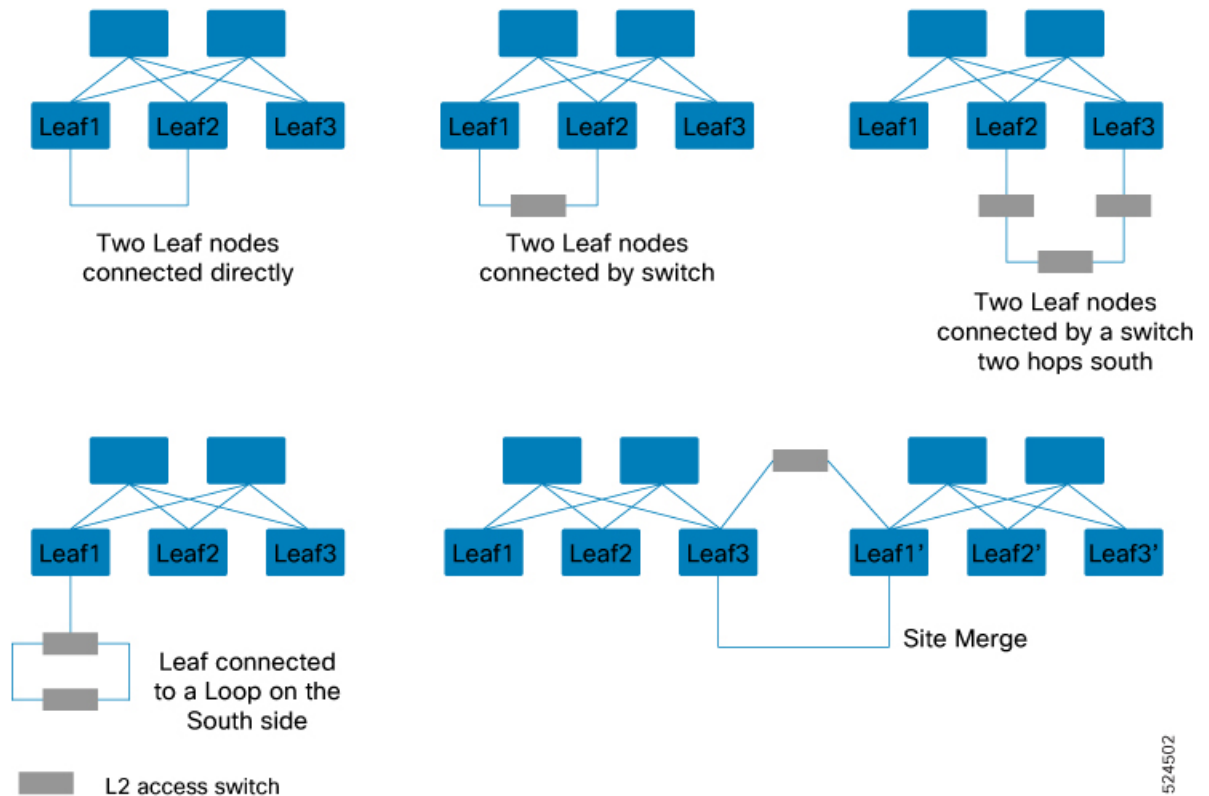 Leaf1 Leaf2 Leaf3
Two Leaf nodes
connected directly
Leaf1 Leaf2 Leaf3
Two Leaf nodes
connected by switch
Leaf1 Leaf2 Leaf3
Two Leaf nodes
connected by a switch
two hops south
Leaf1 Leaf2 Leaf3
Leaf connected
to a Loop on the
South side
Leaf1 Leaf2 Leaf3 Leaf1’ Leaf2’ Leaf3’
Site Merge
L2 access switch
524502